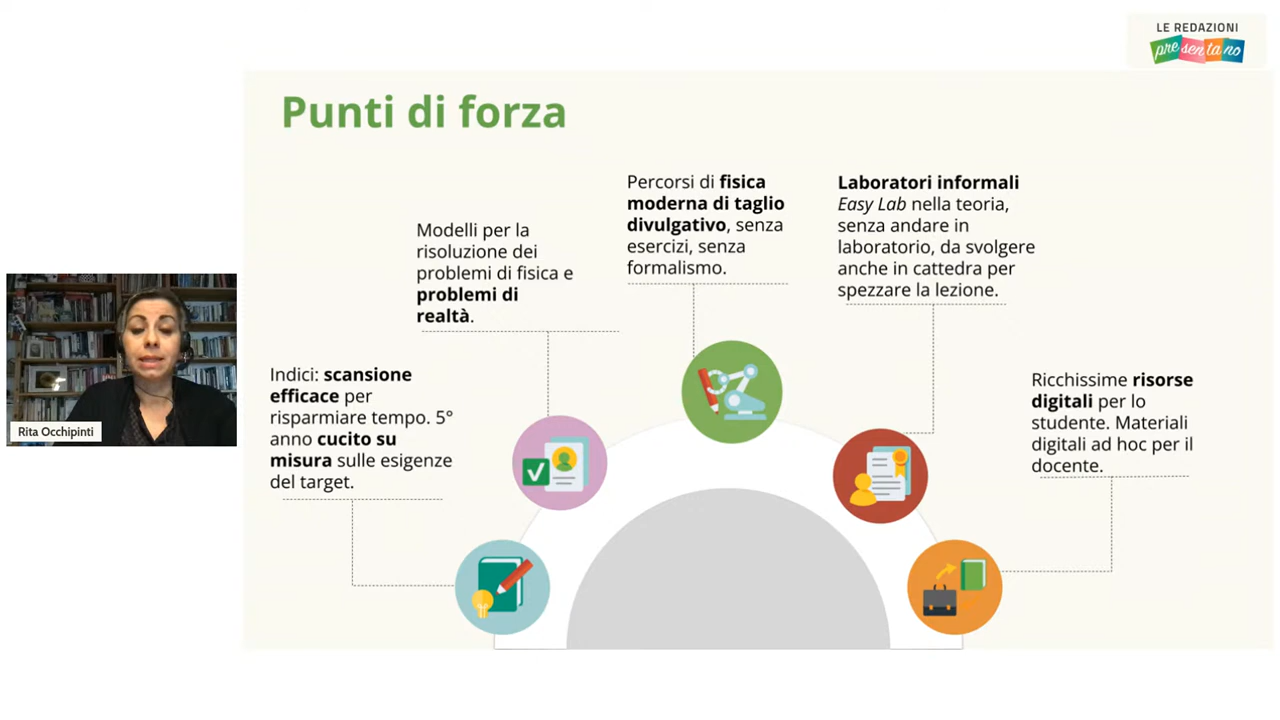 LE REDAZIONI
presentano
Punti di forza
Percorsi di fisica
moderna di taglio
divulgativo, senza
esercizi, senza
formalismo.
Laboratori informali
Easy Lab nella teoria,
senza andare in
laboratorio, da svolgere
anche in cattedra per
spezzare la lezione.
Modelli per la
risoluzione dei
problemi di fisica e
problemi di
realtà.
Indici: scansione
efficace per
risparmiare tempo. 5°
anno cucito su
misura sulle esigenze
del target.
Ricchissime risorse
digitali per lo
studente. Materiali
digitali ad hoc per il
docente.
Rita Occhipinti